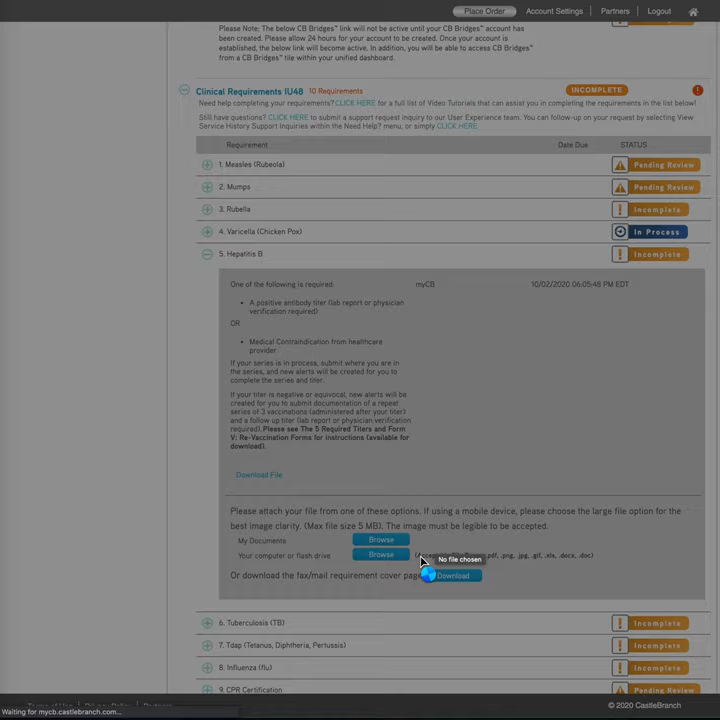 Place Order Account Settings Partners Logout
Please Note: The below CB Bridges™ link will not be active until your CB Bridges™ account has
been created. Please allow 24 hours for your account to be created. Once your account is
established, the below link will become active. In addition, you will be able to access CB Bridges™
from a CB Bridges™ tile within your unified dashboard.
Clinical Requirements IU48 10 Requirements INCOMPLETE
Need help completing your requirements? CLICK HERE for a full list of Video Tutorials that can assist you in completing the requirements in the list below!
Still have questions? CLICK HERE to submit a support request inquiry to our User Experience team. You can follow-up on your request by selecting View
Service History Support Inquiries within the Need Help? menu, or simply CLICK HERE.
Requirement Date Due STATUS
1. Measles (Rubeola) Pending Review
2. Mumps Pending Review
3. Rubella Incomplete
4. Varicella (Chicken Pox) In Process
5. Hepatitis B Incomplete
One of the following is required: myCB 10/02/2020 06:05:48 PM EDT
• A positive antibody titer (lab report or physician
verification required)
OR
• Medical Contraindication from healthcare
provider
If your series is in process, submit where you are in
the series, and new alerts will be created for you to
complete the series and titer.
If your titer is negative or equivocal, new alerts will be
created for you to submit documentation of a repeat
series of 3 vaccinations (administered after your titer)
and a follow up titer (lab report or physician verification
required).Please see The 5 Required Titers and Form
V: Re-Vaccination Forms for instructions (available for
download).
Download File
Please attach your file from one of these options. If using a mobile device, please choose the large file option for the
best image clarity. (Max file size 5 MB). The image must be legible to be accepted.
My Documents Browse
Your computer or flash drive Browse .pdf, .png, .jpg, .gif, .xls, .docx, .doc)
No file chosen
Or download the fax/mail requirement cover page Download
6. Tuberculosis (TB) Incomplete
7. Tdap (Tetanus, Diphtheria, Pertussis) Incomplete
8. Influenza (flu) Incomplete
9. CPR Certification Pending Review
Terms of Use Privacy Policy Partners © 2020 CastleBranch
Waiting for mycb.castlebranch.com...